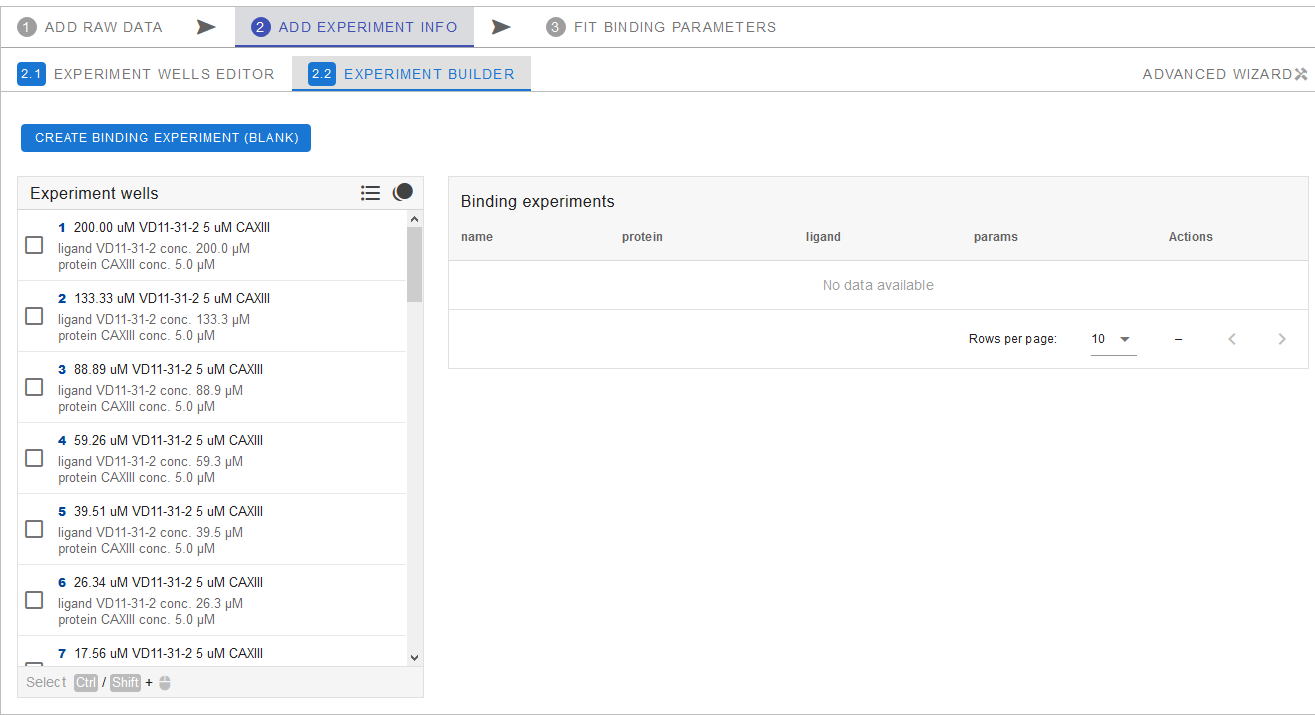 1 ADD RAW DATA 2 ADD EXPERIMENT INFO 3 FIT BINDING PARAMETERS
2.1 EXPERIMENT WELLS EDITOR 2.2 EXPERIMENT BUILDER ADVANCED WIZARD
CREATE BINDING EXPERIMENT (BLANK)
Experiment wells
1 200.00 uM VD11-31-2 5 uM CAXIII
ligand VD11-31-2 conc. 200.0 µM
protein CAXIII conc. 5.0 µM
2 133.33 uM VD11-31-2 5 uM CAXIII
ligand VD11-31-2 conc. 133.3 µM
protein CAXIII conc. 5.0 µM
3 88.89 uM VD11-31-2 5 uM CAXIII
ligand VD11-31-2 conc. 88.9 µM
protein CAXIII conc. 5.0 µM
4 59.26 uM VD11-31-2 5 uM CAXIII
ligand VD11-31-2 conc. 59.3 µM
protein CAXIII conc. 5.0 µM
5 39.51 uM VD11-31-2 5 uM CAXIII
ligand VD11-31-2 conc. 39.5 µM
protein CAXIII conc. 5.0 µM
6 26.34 uM VD11-31-2 5 uM CAXIII
ligand VD11-31-2 conc. 26.3 µM
protein CAXIII conc. 5.0 µM
7 17.56 uM VD11-31-2 5 uM CAXIII
Select Ctrl / Shift +
Binding experiments
name protein ligand params Actions
No data available
Rows per page: 10 –